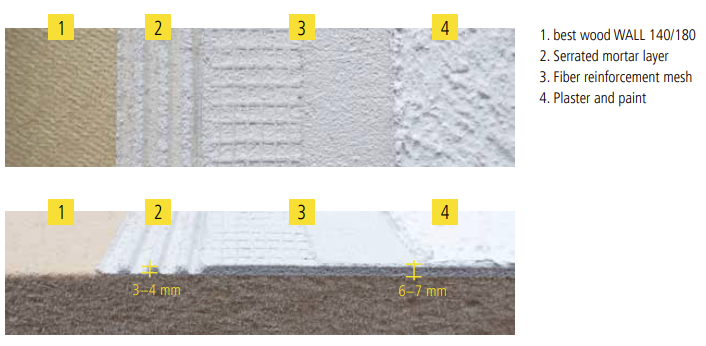 1
2
3
4
1. best wood WALL 140/180
2. Serrated mortar layer
3. Fiber reinforcement mesh
4. Plaster and paint
1
2
3
4
3–4 mm
6–7 mm